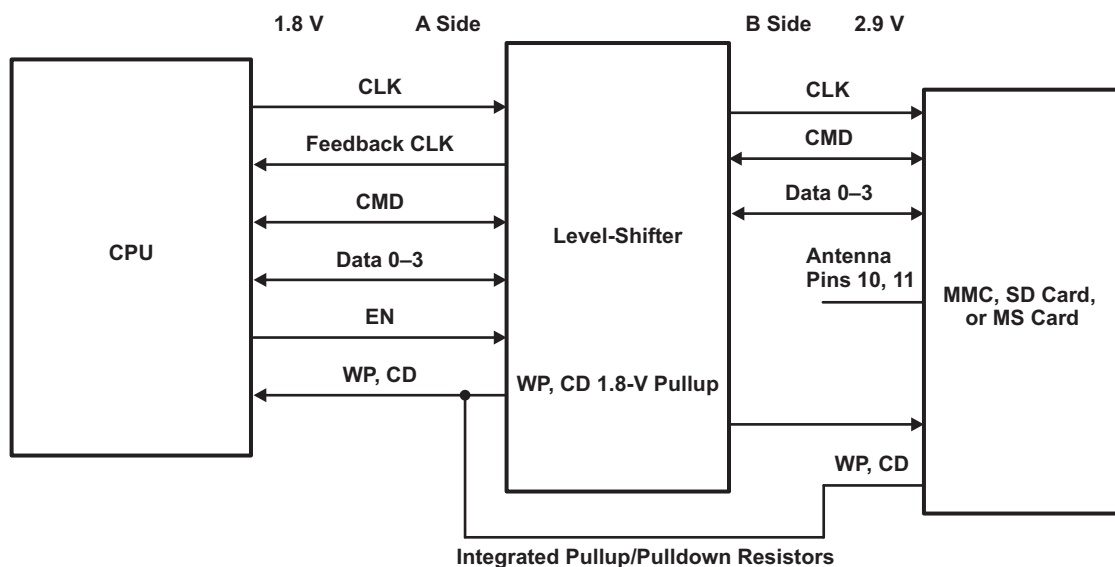 1.8 V A Side B Side 2.9 V
CLK
Feedback CLK
CMD
Data 0–3
EN
WP, CD
CPU
Level-Shifter
WP, CD 1.8-V Pullup
CLK
CMD
Data 0–3
Antenna
Pins 10, 11
WP, CD
MMC, SD Card,
or MS Card
Integrated Pullup/Pulldown Resistors